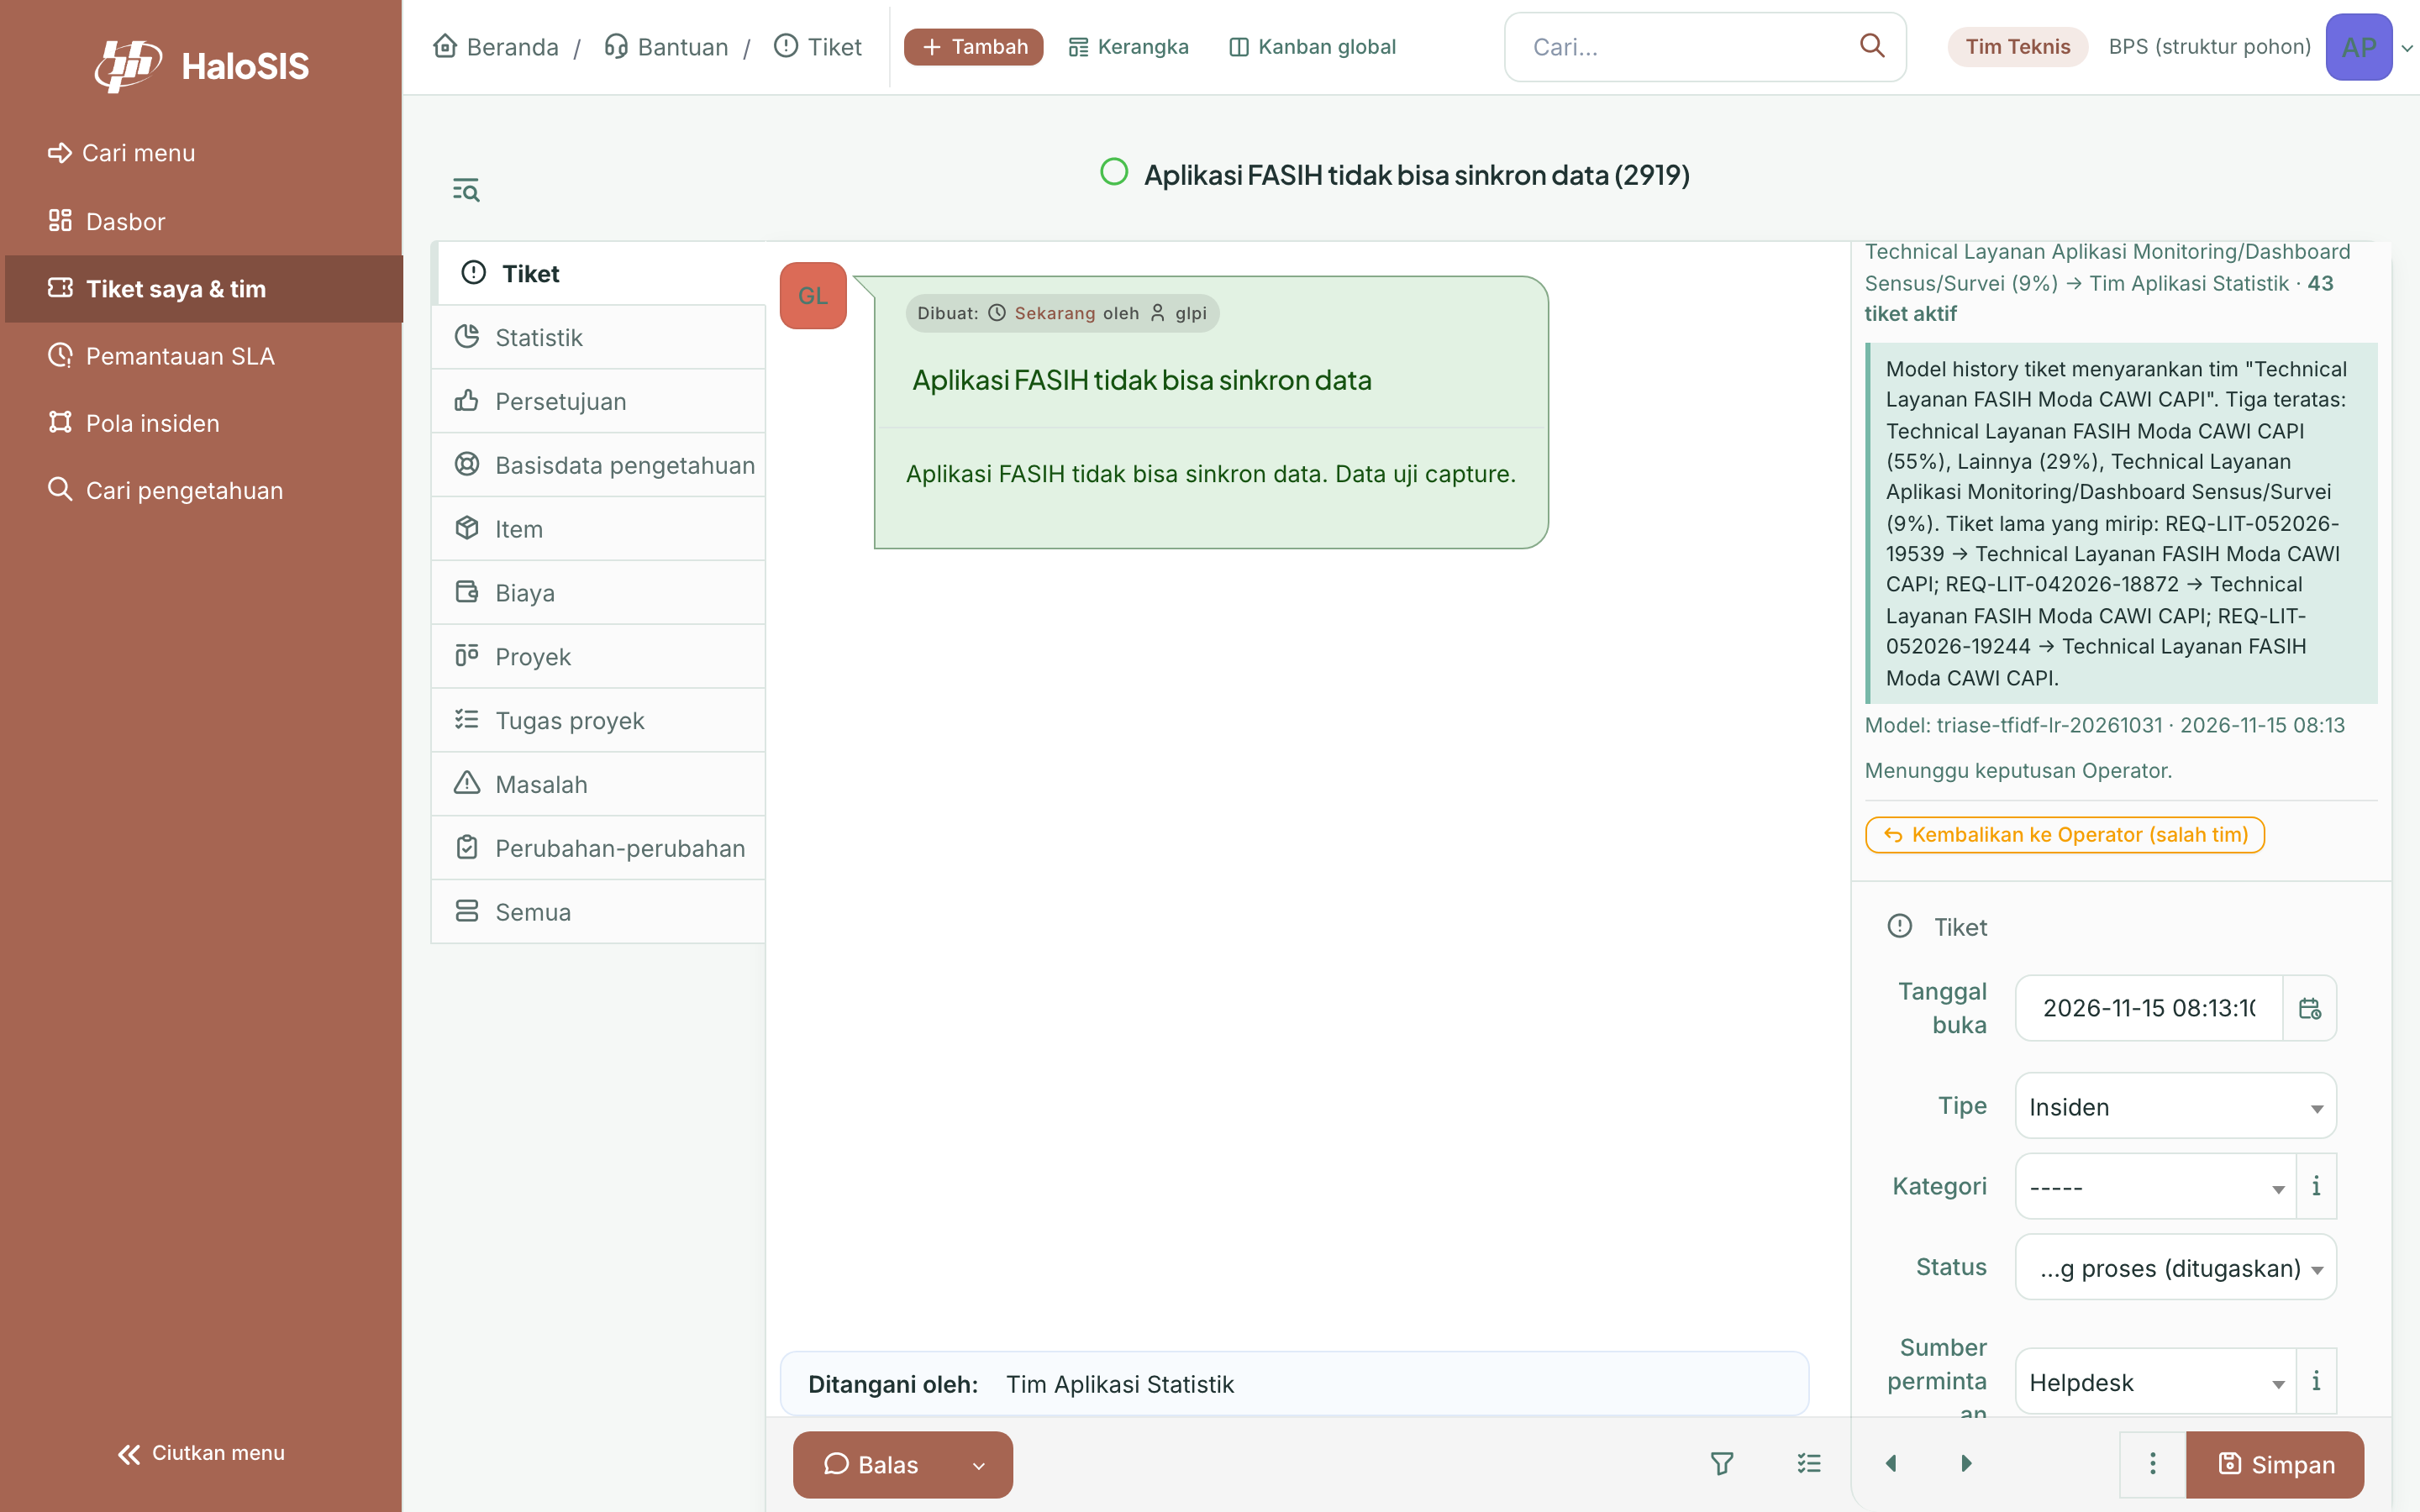 HaloSIS
Cari menu
Dasbor
Tiket saya & tim
Pemantauan SLA
Pola insiden
Cari pengetahuan
Ciutkan menu
Beranda / Bantuan / Tiket
Tambah
Kerangka
Kanban global
Cari...
Tim Teknis
BPS (struktur pohon)
AP
Aplikasi FASIH tidak bisa sinkron data (2919)
Tiket
Statistik
Persetujuan
Basisdata pengetahuan
Item
Biaya
Proyek
Tugas proyek
Masalah
Perubahan-perubahan
Semua
GL
Dibuat: Sekarang oleh glpi
Aplikasi FASIH tidak bisa sinkron data
Aplikasi FASIH tidak bisa sinkron data. Data uji capture.
Ditangani oleh: Tim Aplikasi Statistik
Balas
Technical Layanan Aplikasi Monitoring/Dashboard
Sensus/Survei (9%) → Tim Aplikasi Statistik · 43
tiket aktif
Model history tiket menyarankan tim "Technical
Layanan FASIH Moda CAWI CAPI". Tiga teratas:
Technical Layanan FASIH Moda CAWI CAPI
(55%), Lainnya (29%), Technical Layanan
Aplikasi Monitoring/Dashboard Sensus/Survei
(9%). Tiket lama yang mirip: REQ-LIT-052026-
19539 → Technical Layanan FASIH Moda CAWI
CAPI; REQ-LIT-042026-18872 → Technical
Layanan FASIH Moda CAWI CAPI; REQ-LIT-
052026-19244 → Technical Layanan FASIH
Moda CAWI CAPI.
Model: triase-tfidf-lr-20261031 · 2026-11-15 08:13
Menunggu keputusan Operator.
Kembalikan ke Operator (salah tim)
Tiket
Tanggal
buka
2026-11-15 08:13:10
Tipe
Insiden
Kategori
-----
i
Status
...g proses (ditugaskan)
Sumber
perminta
an
Helpdesk
i
Simpan